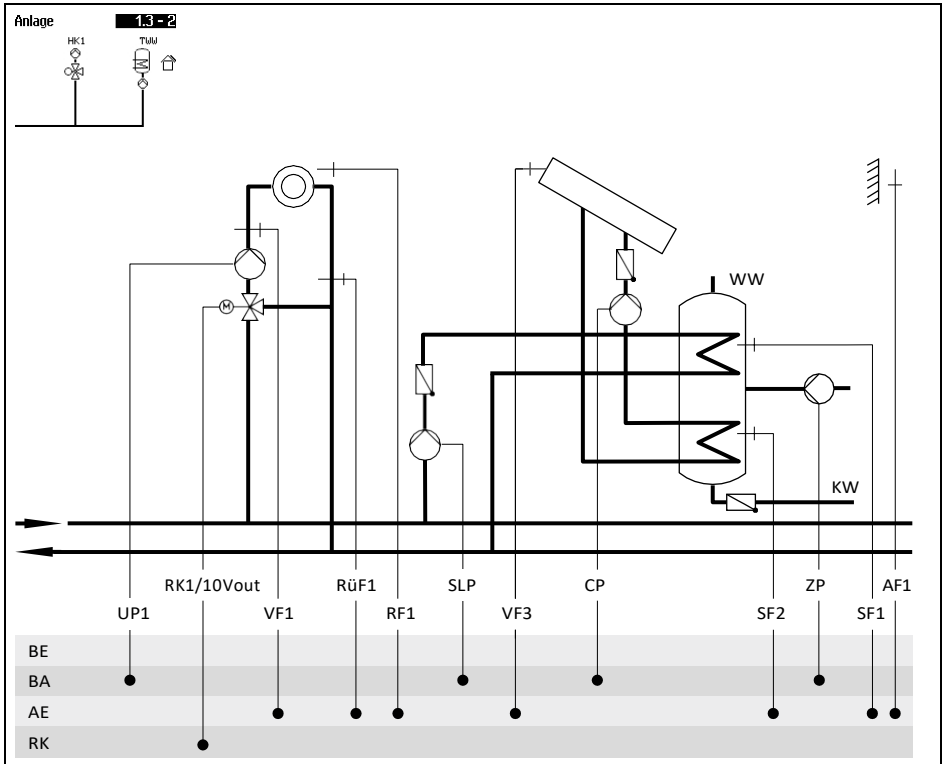 Anlage 1.3 - 2
HK1 TWW
WW
M
KW
RK1/10Vout RüF1 SLP CP ZP AF1
UP1 VF1 RF1 VF3 SF2 SF1
BE
BA
AE
RK